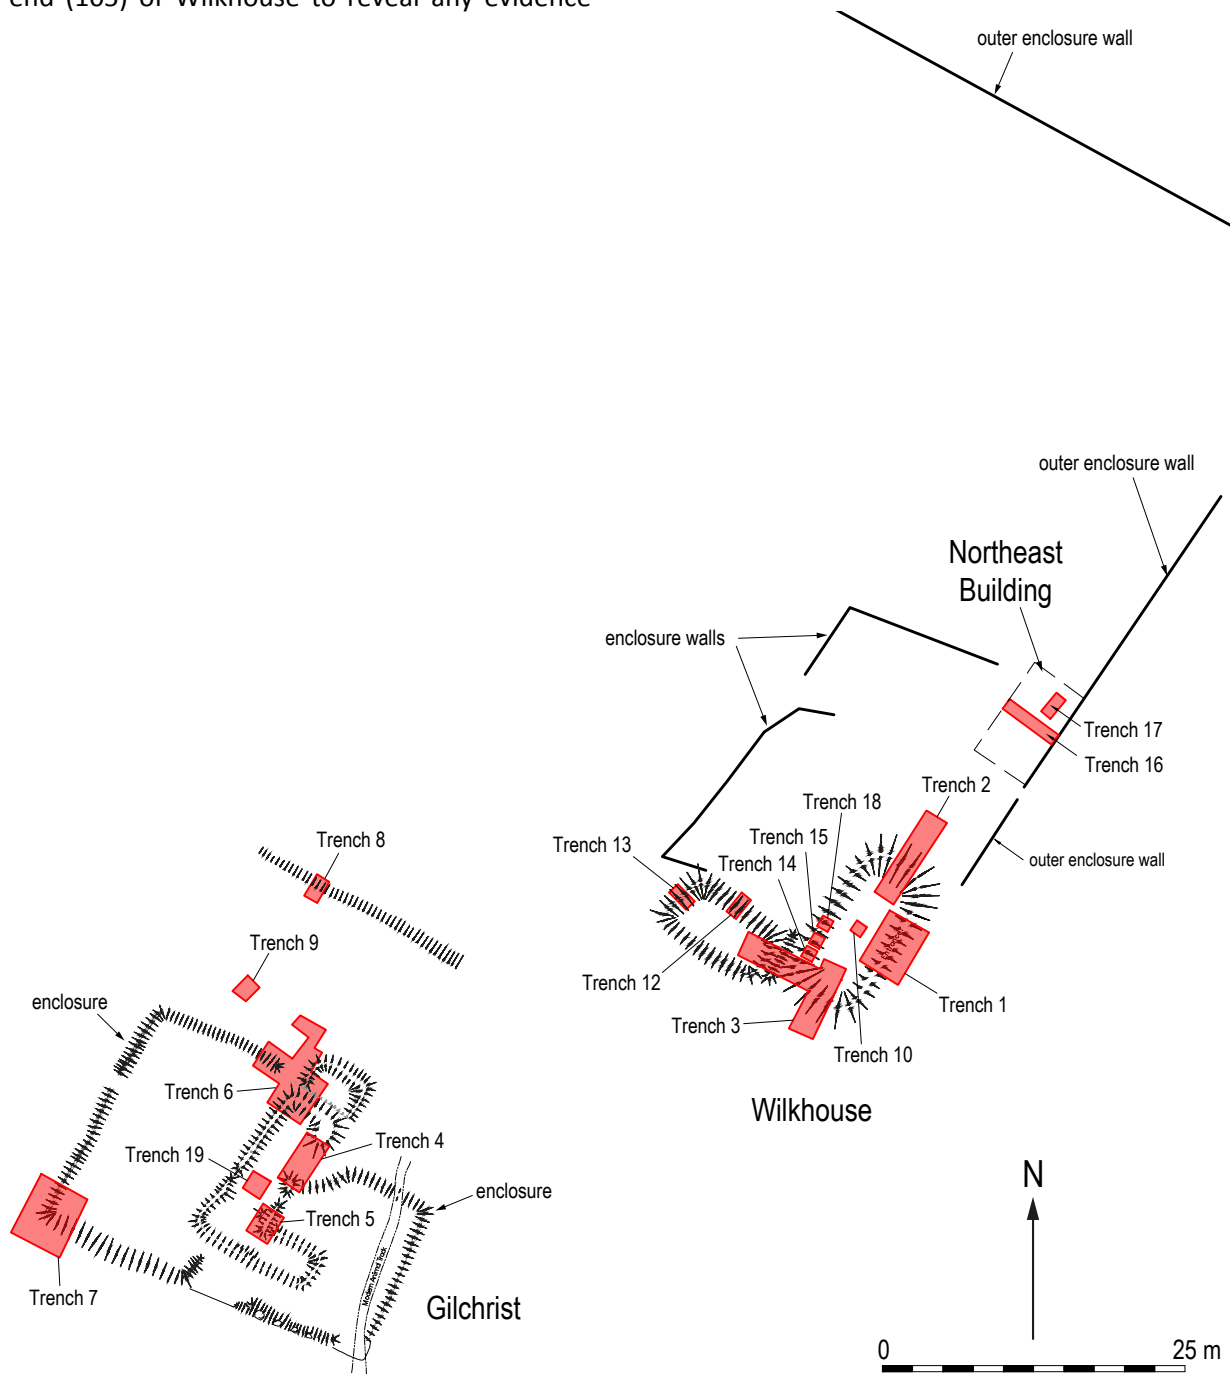 end (103) of Wilkhouse to reveal any evidence
outer enclosure wall
outer enclosure wall
Northeast
Building
enclosure walls
Trench 17
Trench 16
Trench 2
Trench 18
Trench 8
Trench 15
Trench 13
Trench 14
outer enclosure wall
Trench 9
Trench 12
enclosure
Trench 1
Trench 3
Trench 10
Trench 6
Wilkhouse
Trench 4
Trench 19
N
enclosure
Trench 5
Modern Animal Track
Trench 7
Gilchrist
0 25 m